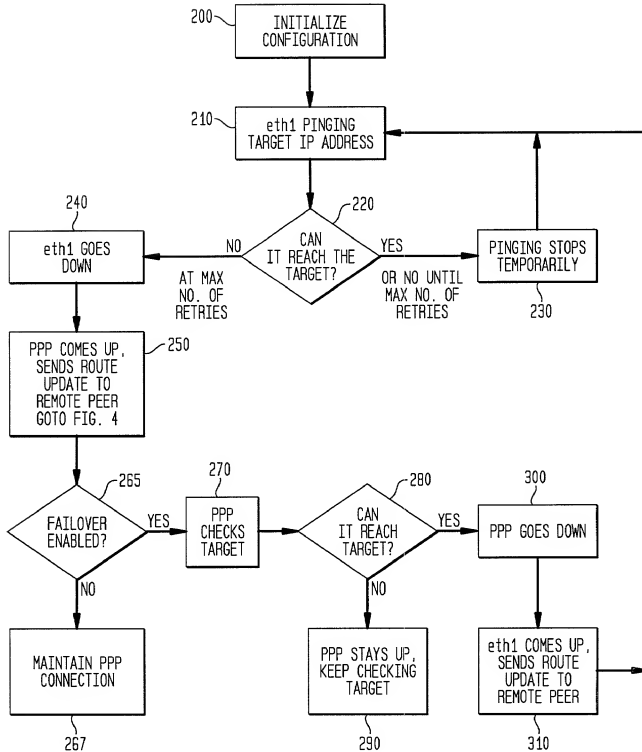 200
INITIALIZE
CONFIGURATION
210
eth1 PINGING
TARGET IP ADDRESS
220
CAN
IT REACH THE
TARGET?
NO
AT MAX
NO. OF
RETRIES
YES
OR NO UNTIL
MAX NO. OF
RETRIES
PINGING STOPS
TEMPORARILY
230
240
eth1 GOES
DOWN
250
PPP COMES UP,
SENDS ROUTE
UPDATE TO
REMOTE PEER
GOTO FIG. 4
265
FAILOVER
ENABLED?
YES
NO
MAINTAIN PPP
CONNECTION
267
270
PPP
CHECKS
TARGET
280
CAN
IT REACH
TARGET?
YES
NO
PPP STAYS UP,
KEEP CHECKING
TARGET
290
300
PPP GOES DOWN
eth1 COMES UP,
SENDS ROUTE
UPDATE TO
REMOTE PEER
310